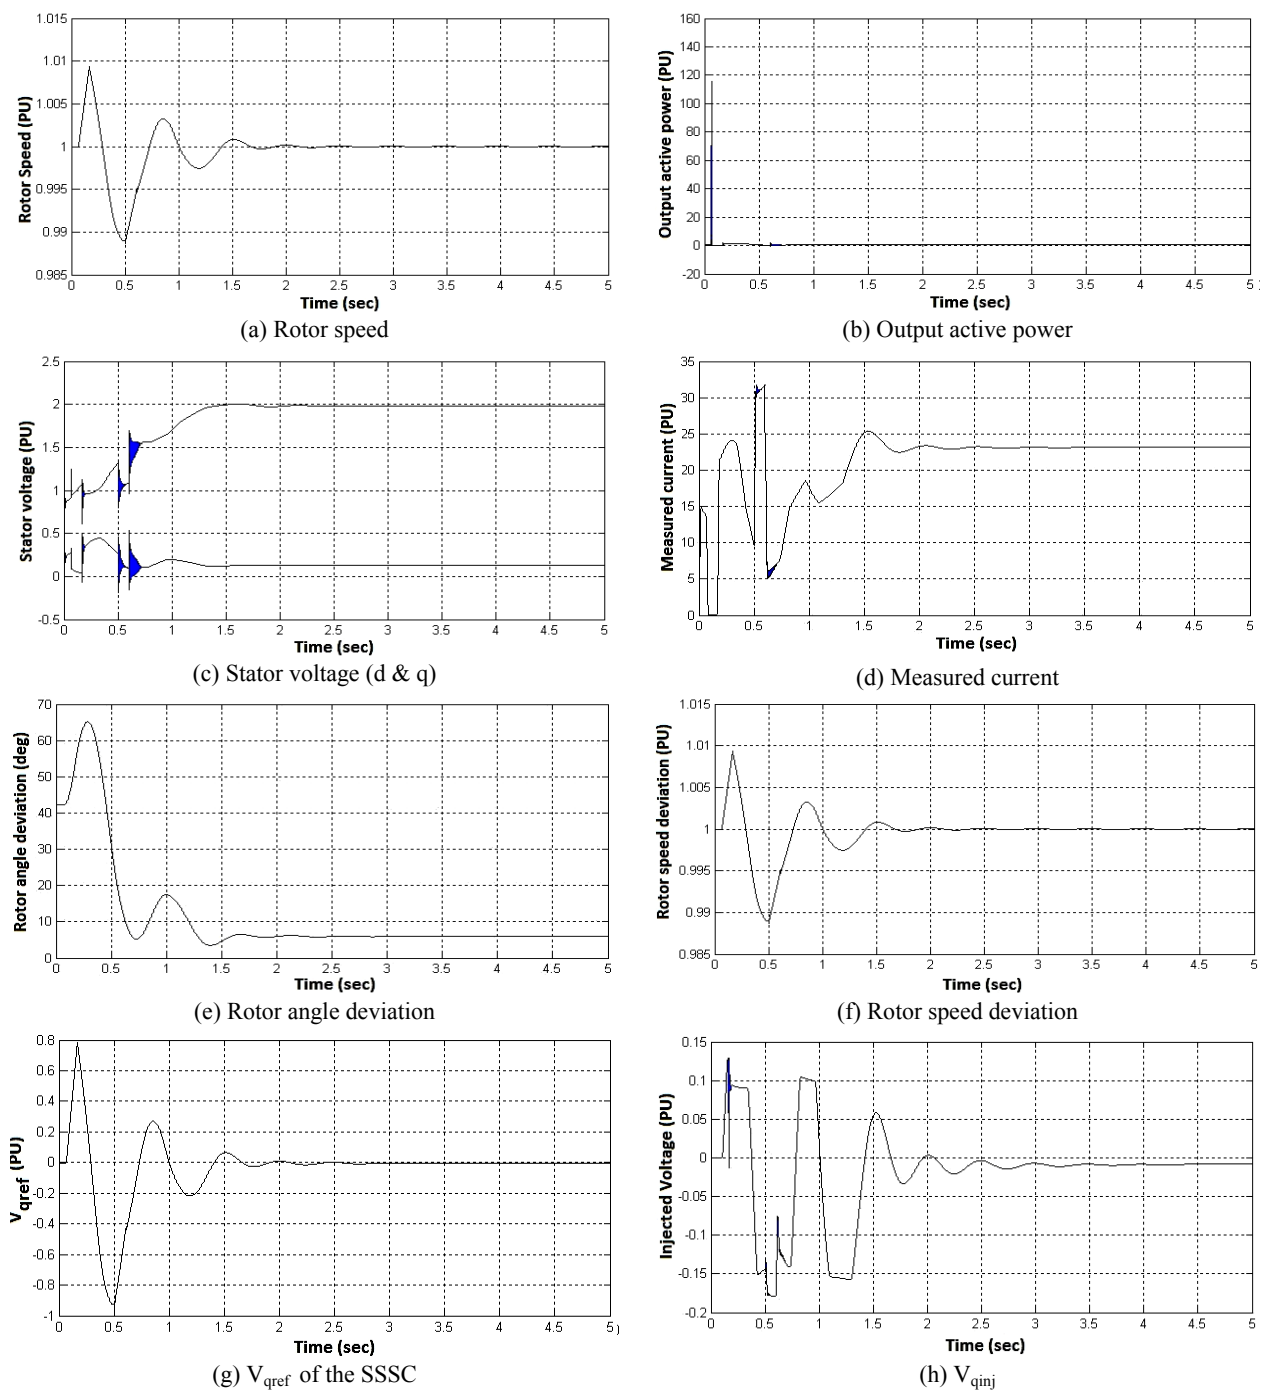 1.015
1.01
1.005
1
0.995
0.99
0.985
Rotor Speed (PU)
0 0.5 1 1.5 2 2.5 3 3.5 4 4.5 5
Time (sec)
(a) Rotor speed
160
140
120
100
80
60
40
20
0
-20
Output active power (PU)
0 0.5 1 1.5 2 2.5 3 3.5 4 4.5 5
Time (sec)
(b) Output active power
2.5
2
1.5
1
0.5
0
-0.5
Stator voltage (PU)
0 0.5 1 1.5 2 2.5 3 3.5 4 4.5 5
Time (sec)
(c) Stator voltage (d & q)
35
30
25
20
15
10
5
0
Measured current (PU)
0 0.5 1 1.5 2 2.5 3 3.5 4 4.5 5
Time (sec)
(d) Measured current
70
60
50
40
30
20
10
0
Rotor angle deviation (deg)
0 0.5 1 1.5 2 2.5 3 3.5 4 4.5 5
Time (sec)
(e) Rotor angle deviation
1.015
1.01
1.005
1
0.995
0.99
0.985
Rotor speed deviation (PU)
0 0.5 1 1.5 2 2.5 3 3.5 4 4.5 5
Time (sec)
(f) Rotor speed deviation
0.8
0.6
0.4
0.2
0
-0.2
-0.4
-0.6
-0.8
-1
Vqref (PU)
0 0.5 1 1.5 2 2.5 3 3.5 4 4.5 5
Time (sec)
(g) Vqref of the SSSC
0.15
0.1
0.05
0
-0.05
-0.1
-0.15
-0.2
Injected Voltage (PU)
0 0.5 1 1.5 2 2.5 3 3.5 4 4.5 5
Time (sec)
(h) Vqinj